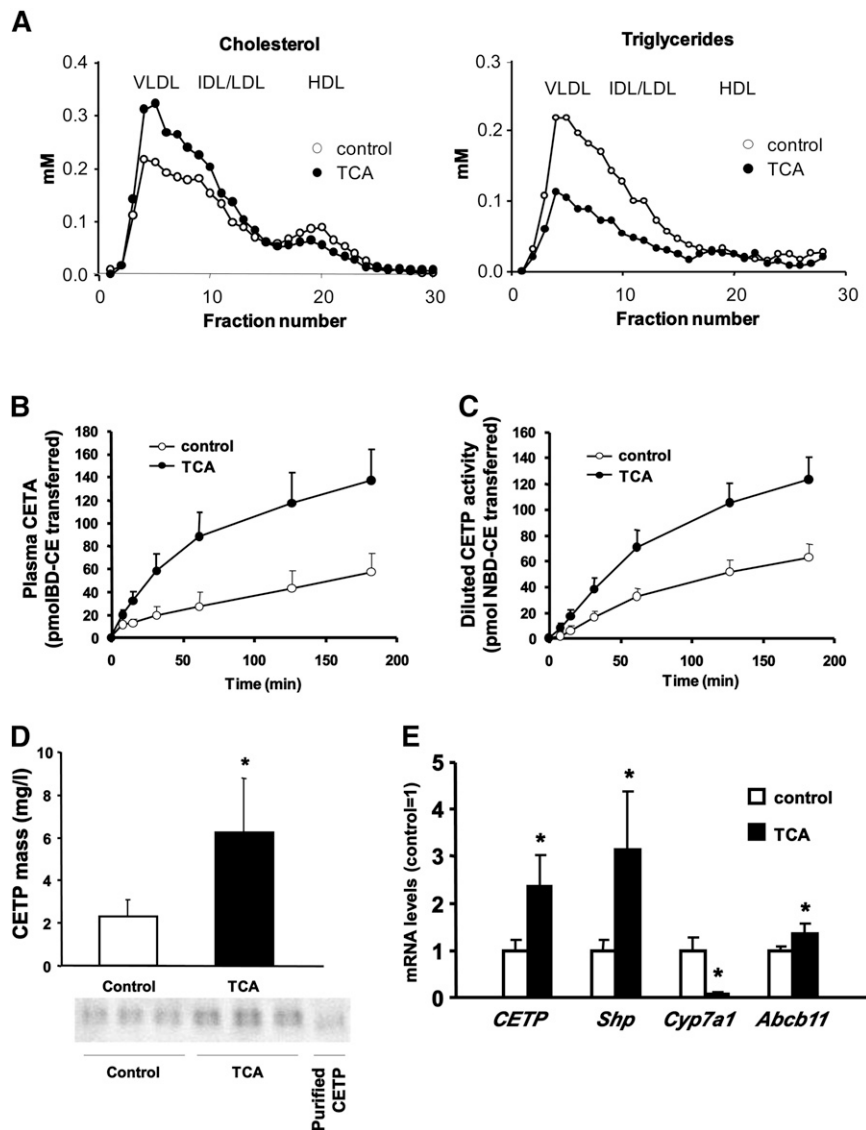 A
Cholesterol
VLDL IDL/LDL HDL
0.4
0.3
0.2
0.1
0.0
mM
control
TCA
0 10 20 30
Fraction number
Triglycerides
VLDL IDL/LDL HDL
0.3
0.2
0.1
0.0
mM
control
TCA
0 10 20 30
Fraction number
B
Plasma CETA
(pmolBD-CE transferred)
180
160
140
120
100
80
60
40
20
0
control
TCA
0 50 100 150 200
Time (min)
C
Diluted CETP activity
(pmol NBD-CE transferred)
160
140
120
100
80
60
40
20
0
control
TCA
0 50 100 150 200
Time (min)
D
CETP mass (mg/l)
10
8
6
4
2
0
*
Control TCA
Control TCA Purified
CETP
E
mRNA levels (control=1)
5
4
3
2
1
0
* * * *
control
TCA
CETP Shp Cyp7a1 Abcb11